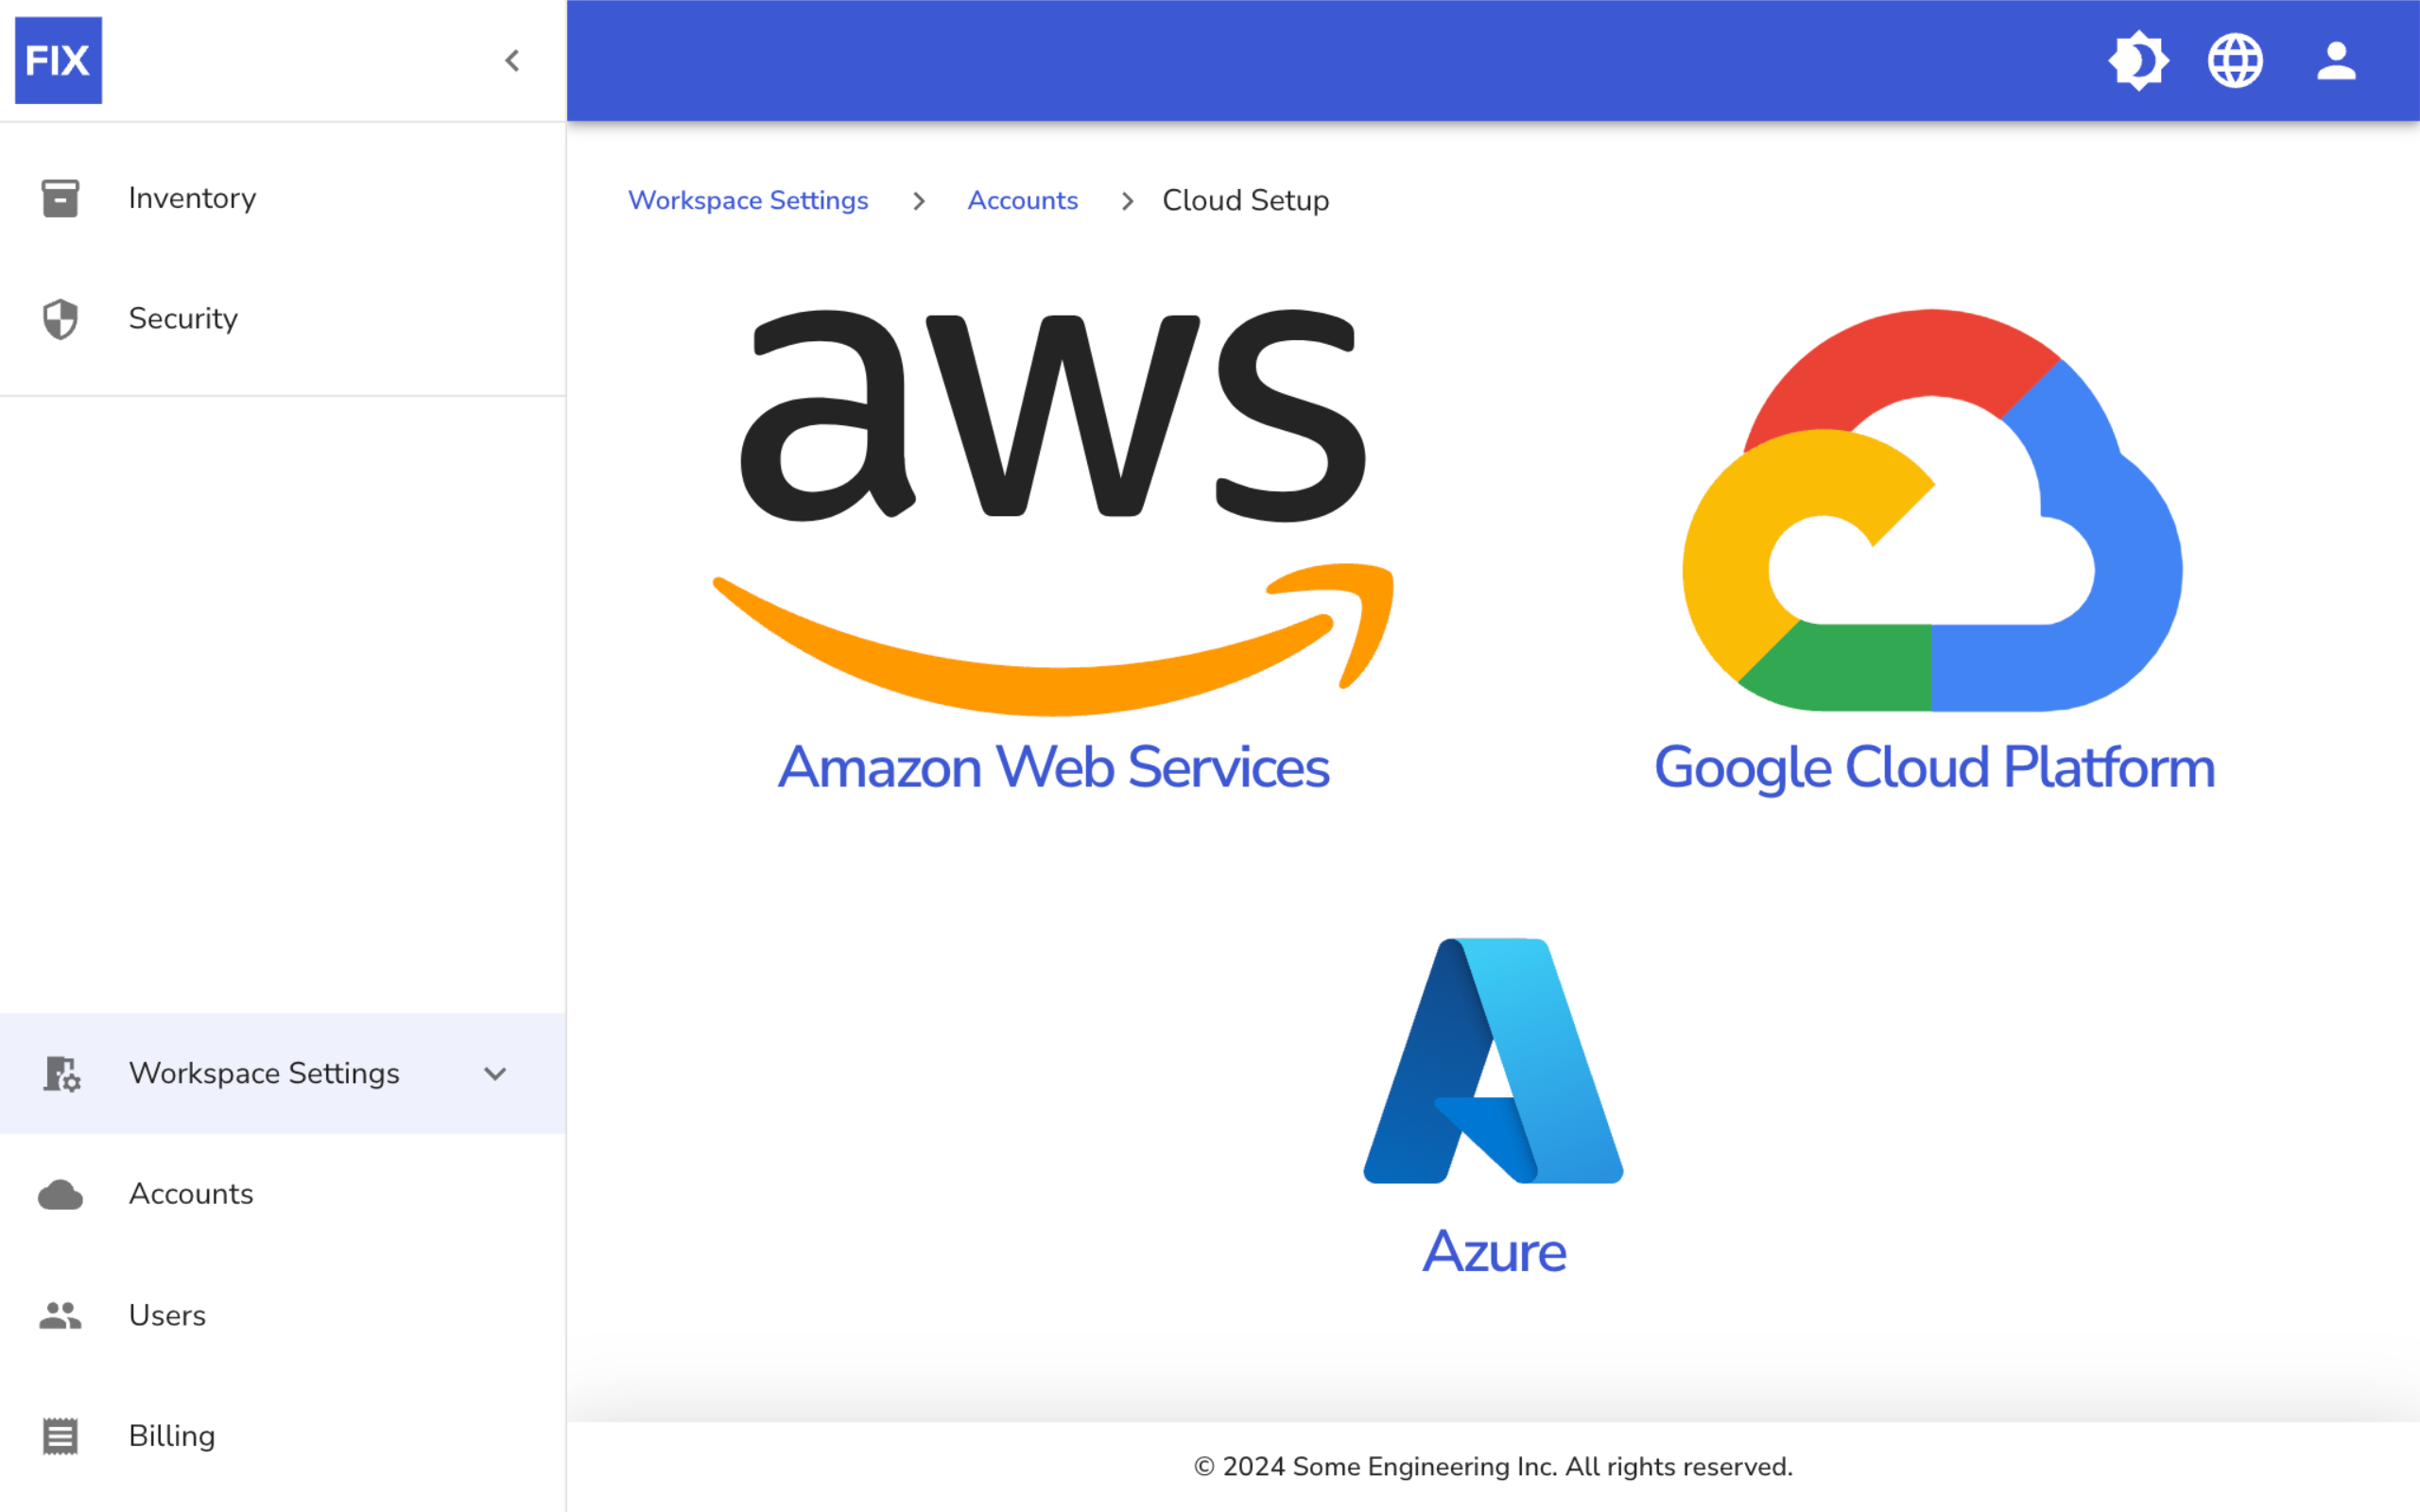 FIX
Inventory
Security
Workspace Settings
Accounts
Users
Billing
Workspace Settings > Accounts > Cloud Setup
aws
Amazon Web Services
Google Cloud Platform
Azure
© 2024 Some Engineering Inc. All rights reserved.